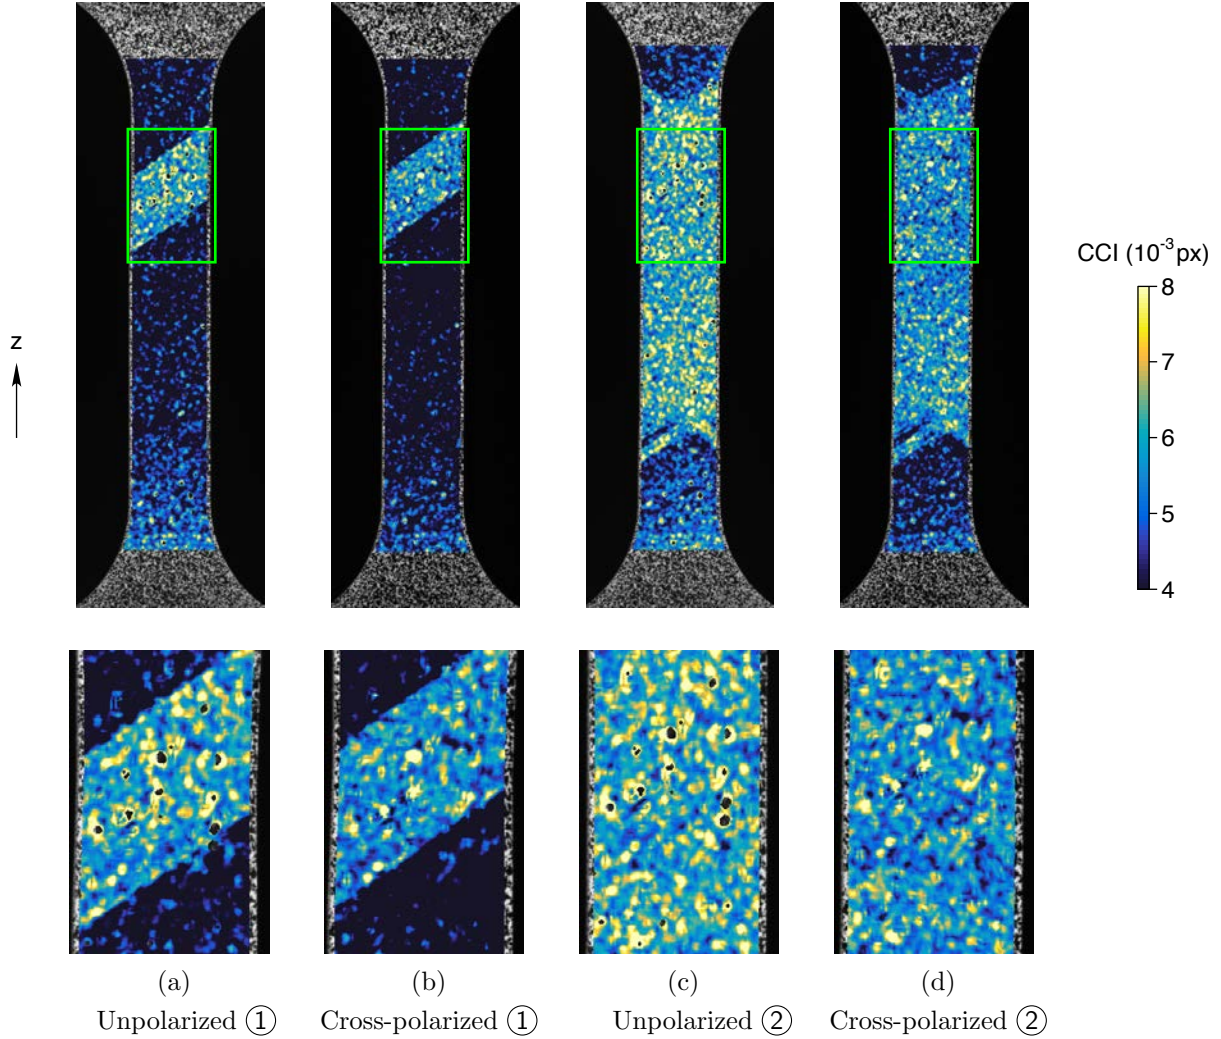 CCI (10⁻³ px)
8
7
6
5
4
z
(a)
(b)
(c)
(d)
Unpolarized ①
Cross-polarized ①
Unpolarized ②
Cross-polarized ②